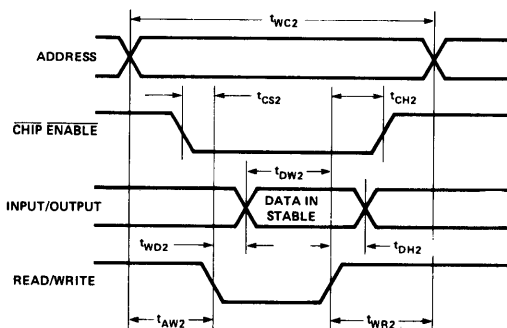 tWC2
ADDRESS
tCS2
tCH2
CHIP ENABLE
tDW2
INPUT/OUTPUT
DATA IN
STABLE
tWD2
tDH2
READ/WRITE
tAW2
tWR2